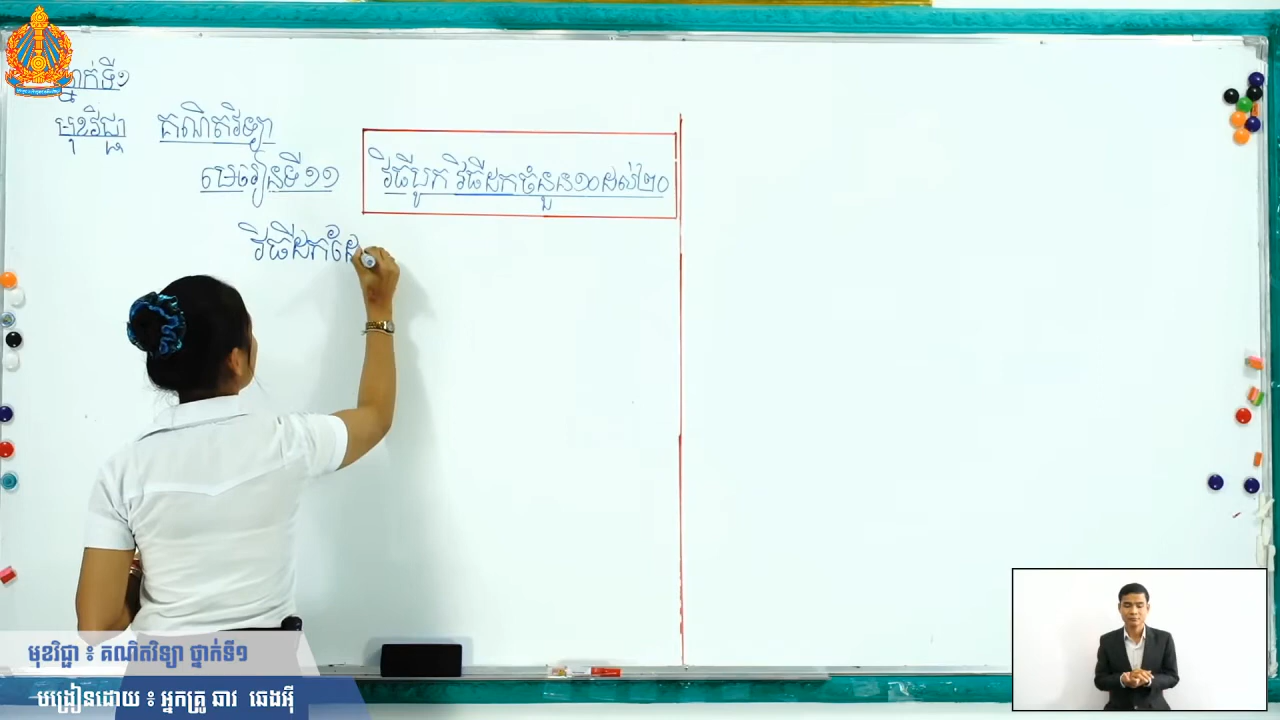 ថ្នាក់ទី១
មុខវិជ្ជា គណិតវិទ្យា
មេរៀនទី១១ វិធីបូក វិធីដកចំនួន១០ដល់២០
វិធីដកដែ
មុខវិជ្ជា ៖ គណិតវិទ្យា ថ្នាក់ទី១
បង្រៀនដោយ ៖ អ្នកគ្រូ ឆាវ ឆេងអ៊ី